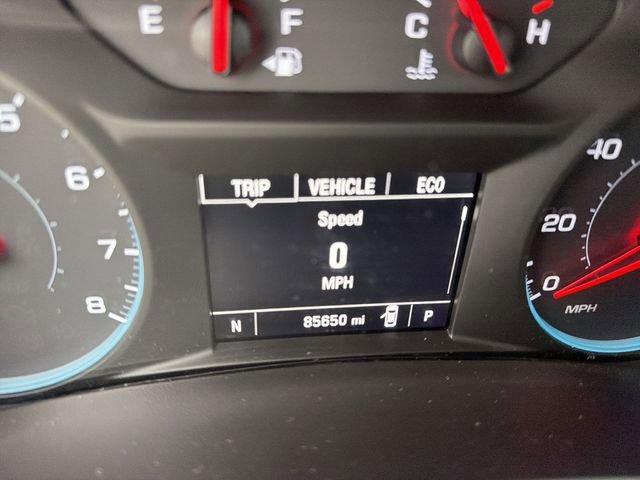 E F C H
5
6
7
8
TRIP VEHICLE ECO
Speed
0
MPH
N 85650 mi P
40
20
0
MPH